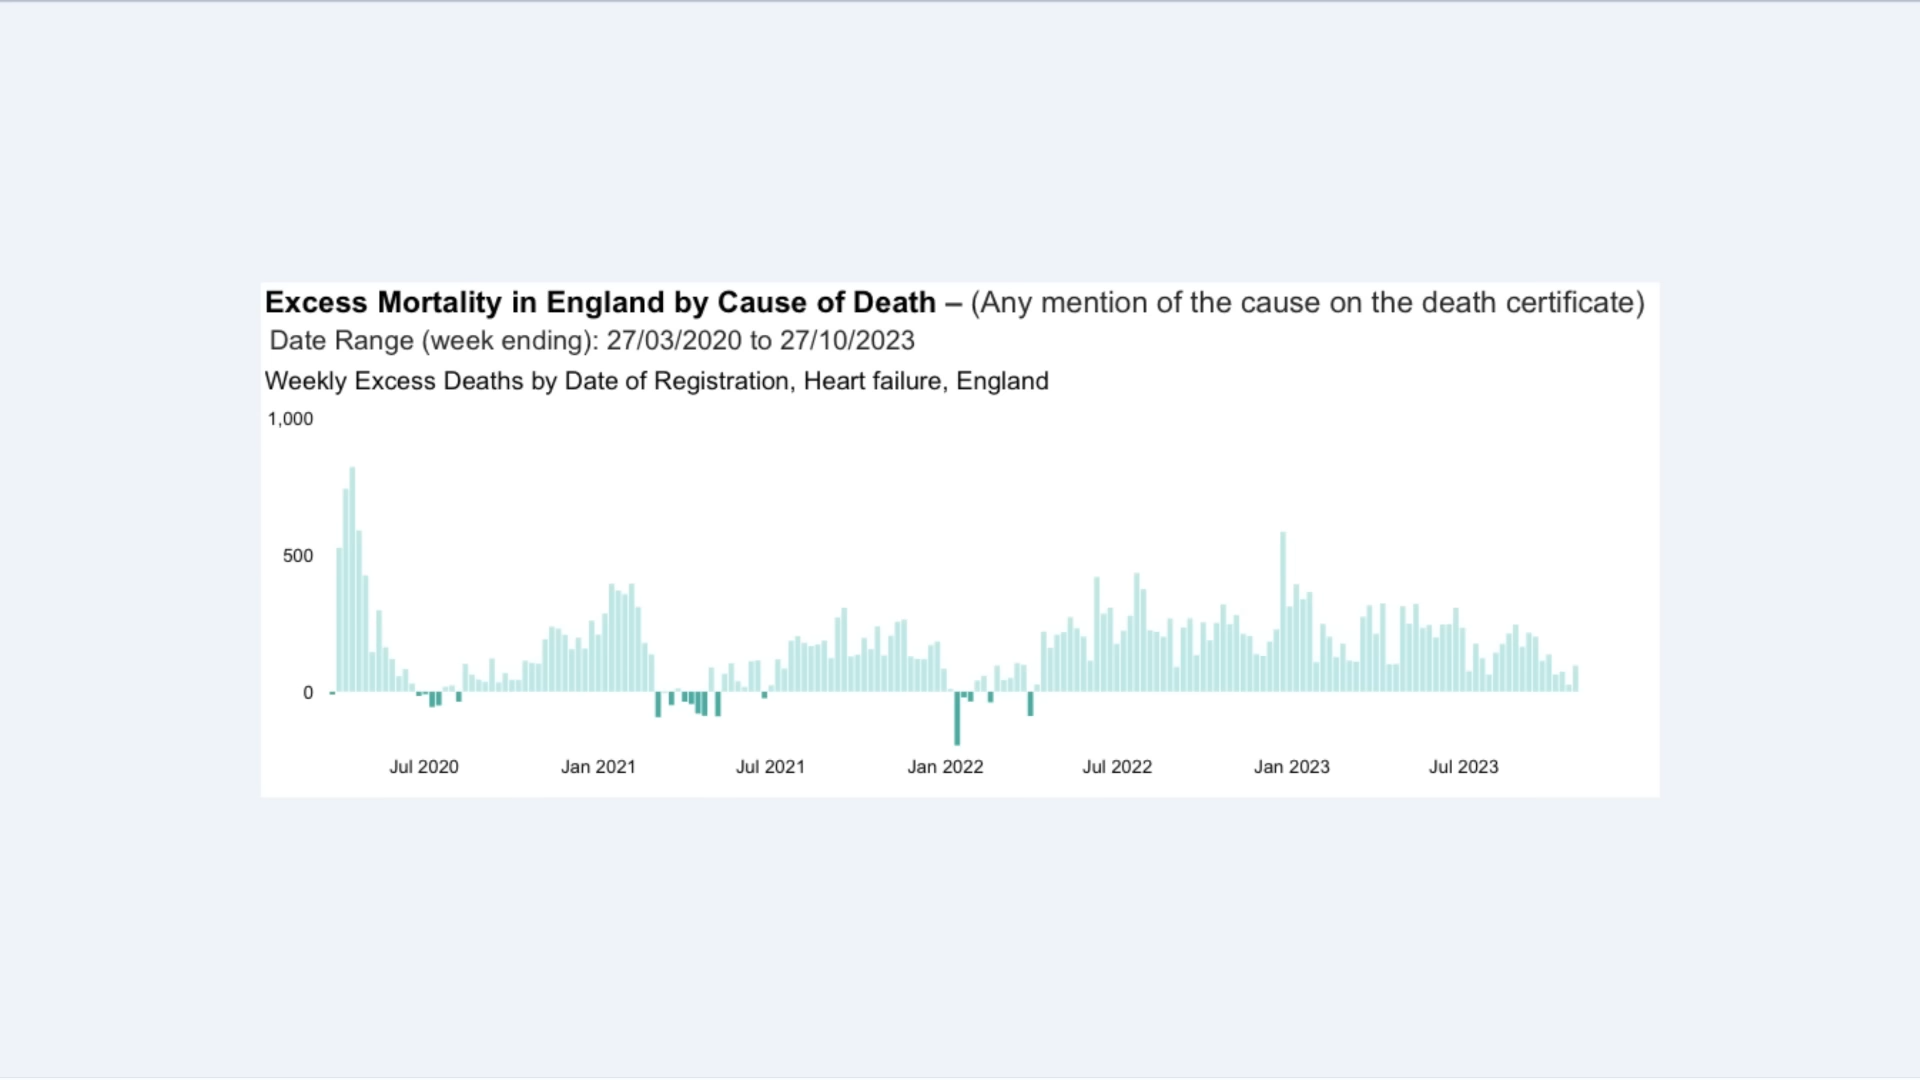 Excess Mortality in England by Cause of Death – (Any mention of the cause on the death certificate)
Date Range (week ending): 27/03/2020 to 27/10/2023
Weekly Excess Deaths by Date of Registration, Heart failure, England
1,000
500
0
Jul 2020 Jan 2021 Jul 2021 Jan 2022 Jul 2022 Jan 2023 Jul 2023